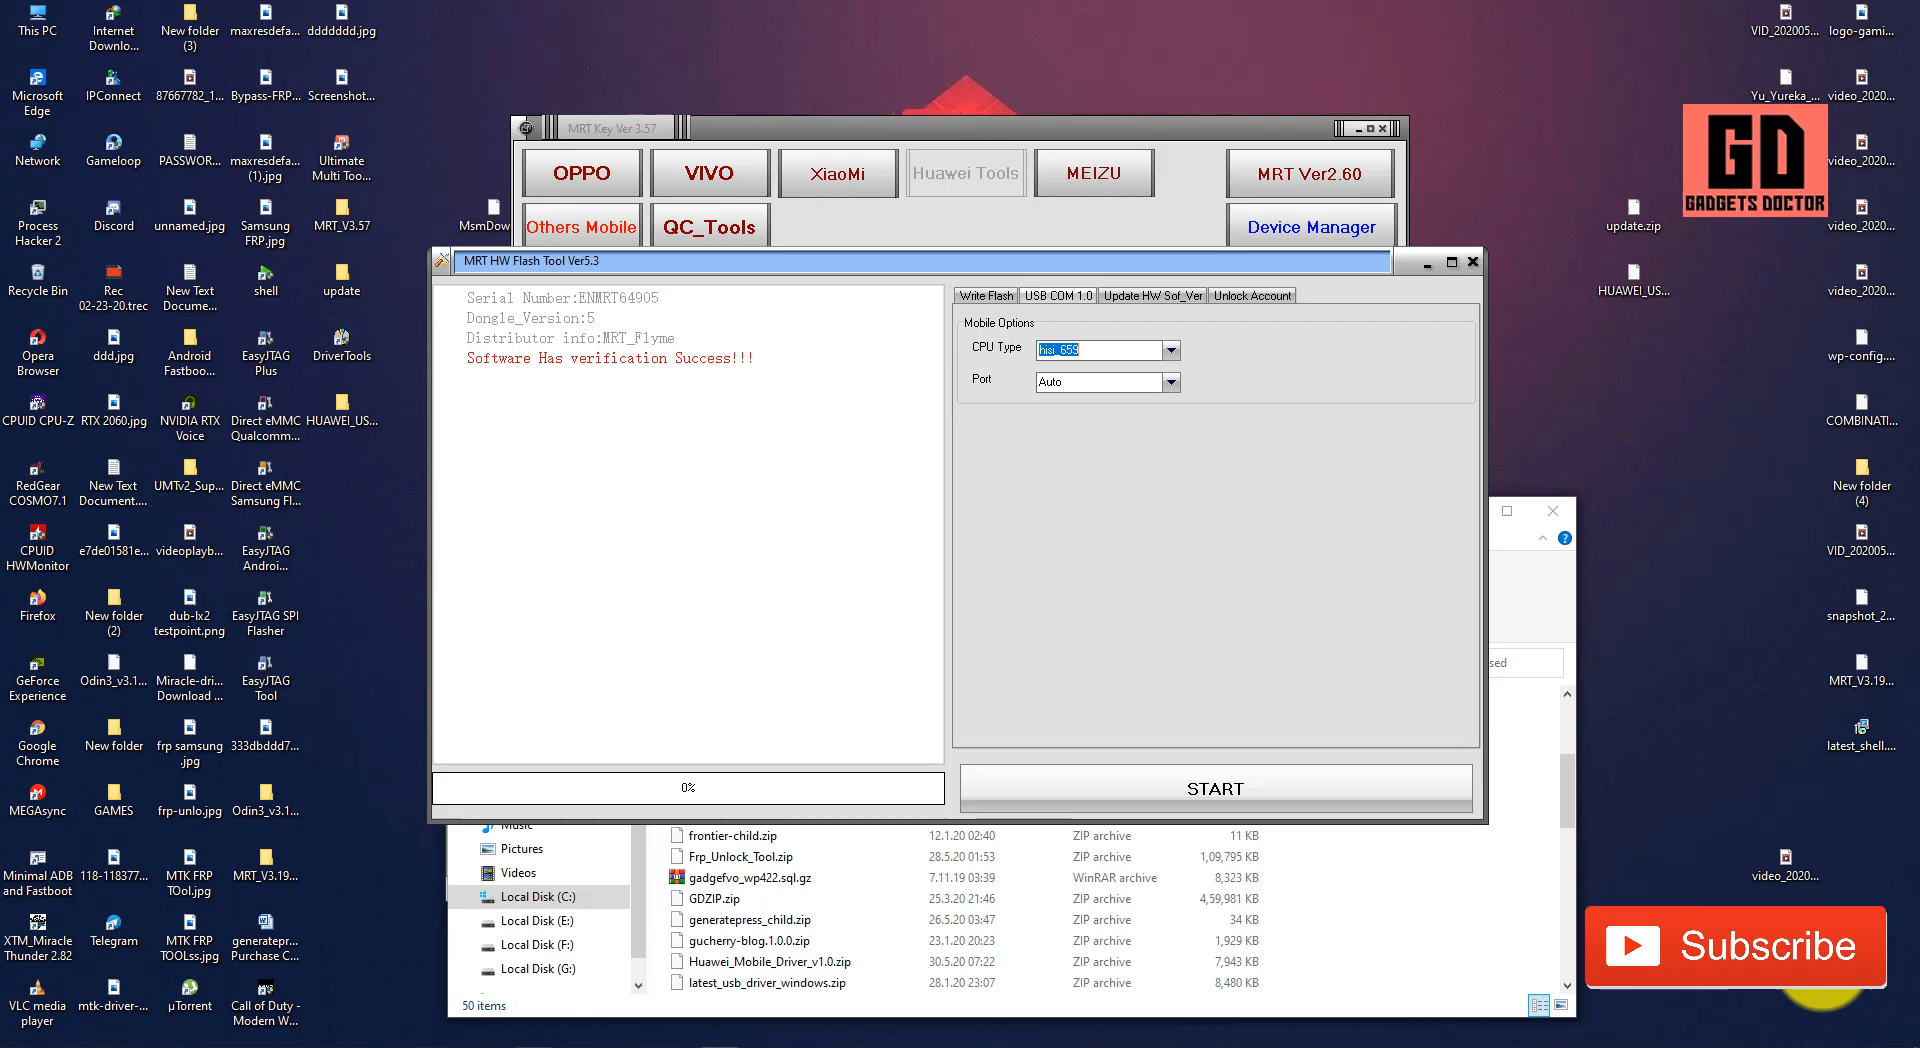 This PC
Internet
Downlo...
New folder
(3)
maxresdefa...
ddddddd.jpg
Microsoft
Edge
IPConnect
87667782_1...
Bypass-FRP...
Screenshot...
Network
Gameloop
PASSWOR...
maxresdefa...
(1).jpg
Ultimate
Multi Too...
Process
Hacker 2
Discord
unnamed.jpg
Samsung
FRP.jpg
MRT_V3.57
Recycle Bin
Rec
02-23-20.trec
New Text
Docume...
shell
update
Opera
Browser
ddd.jpg
Android
Fastboo...
EasyJTAG
Plus
DriverTools
CPUID CPU-Z
RTX 2060.jpg
NVIDIA RTX
Voice
Direct eMMC
Qualcomm...
HUAWEI_US...
RedGear
COSMO7.1
New Text
Document....
UMTv2_Sup...
Direct eMMC
Samsung Fl...
CPUID
HWMonitor
e7de01581e...
videoplayb...
EasyJTAG
Androi...
Firefox
New folder
(2)
dub-lx2
testpoint.png
EasyJTAG SPI
Flasher
GeForce
Experience
Odin3_v3.1...
Miracle-dri...
Download ...
EasyJTAG
Tool
Google
Chrome
New folder
frp samsung
.jpg
333dbddd7...
MEGAsync
GAMES
frp-unlo.jpg
Odin3_v3.1...
Minimal ADB
and Fastboot
118-118377...
MTK FRP
TOol.jpg
MRT_V3.19...
XTM_Miracle
Thunder 2.82
Telegram
MTK FRP
TOOLss.jpg
generatepr...
Purchase C...
VLC media
player
mtk-driver-...
µTorrent
Call of Duty -
Modern W...
MsmDow
MRT Key Ver 3.57
OPPO
VIVO
XiaoMi
Huawei Tools
MEIZU
MRT Ver2.60
Others Mobile
QC_Tools
Device Manager
MRT HW Flash Tool Ver5.3
Serial Number:ENMRT64905
Dongle_Version:5
Distributor info:MRT_Flyme
Software Has verification Success!!!
0%
Write Flash
USB COM 1.0
Update HW Sof_Ver
Unlock Account
Mobile Options
CPU Type
hisi_659
Port
Auto
START
sed
Music
Pictures
Videos
Local Disk (C:)
Local Disk (E:)
Local Disk (F:)
Local Disk (G:)
frontier-child.zip 12.1.20 02:40 ZIP archive 11 KB
Frp_Unlock_Tool.zip 28.5.20 01:53 ZIP archive 1,09,795 KB
gadgefvo_wp422.sql.gz 7.11.19 03:39 WinRAR archive 8,323 KB
GDZIP.zip 25.3.20 21:46 ZIP archive 4,59,981 KB
generatepress_child.zip 26.5.20 03:47 ZIP archive 34 KB
gucherry-blog.1.0.0.zip 23.1.20 20:23 ZIP archive 1,929 KB
Huawei_Mobile_Driver_v1.0.zip 30.5.20 07:22 ZIP archive 7,943 KB
latest_usb_driver_windows.zip 28.1.20 23:07 ZIP archive 8,480 KB
50 items
VID_202005...
logo-gami...
Yu_Yureka_...
video_2020...
GD
GADGETS DOCTOR
video_2020...
update.zip
video_2020...
HUAWEI_US...
video_2020...
wp-config....
COMBINATI...
New folder
(4)
VID_202005...
snapshot_2...
MRT_V3.19...
latest_shell....
video_2020...
Subscribe